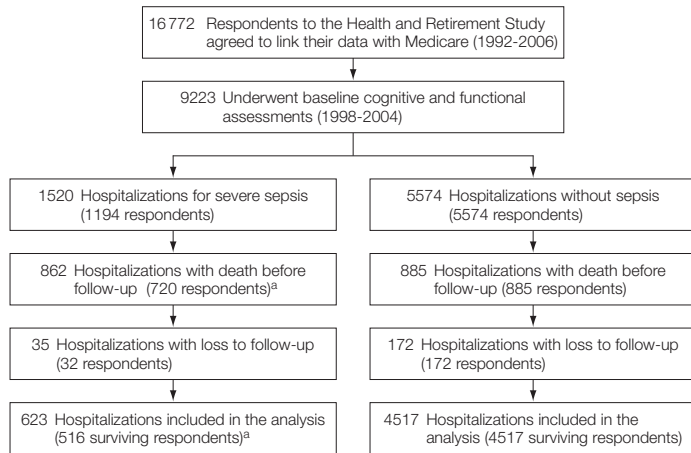 16 772 Respondents to the Health and Retirement Study
agreed to link their data with Medicare (1992-2006)
9223 Underwent baseline cognitive and functional
assessments (1998-2004)
1520 Hospitalizations for severe sepsis
(1194 respondents)
5574 Hospitalizations without sepsis
(5574 respondents)
862 Hospitalizations with death before
follow-up (720 respondents)ᵃ
885 Hospitalizations with death before
follow-up (885 respondents)
35 Hospitalizations with loss to follow-up
(32 respondents)
172 Hospitalizations with loss to follow-up
(172 respondents)
623 Hospitalizations included in the analysis
(516 surviving respondents)ᵃ
4517 Hospitalizations included in the
analysis (4517 surviving respondents)